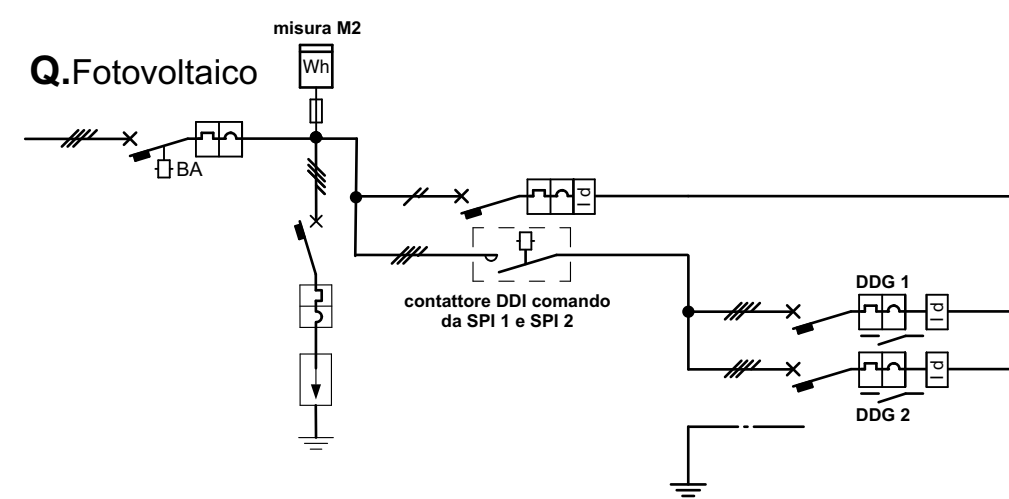 misura M2
Wh
Q.Fotovoltaico
BA
Id
contattore DDI comando
da SPI 1 e SPI 2
DDG 1
Id
Id
DDG 2